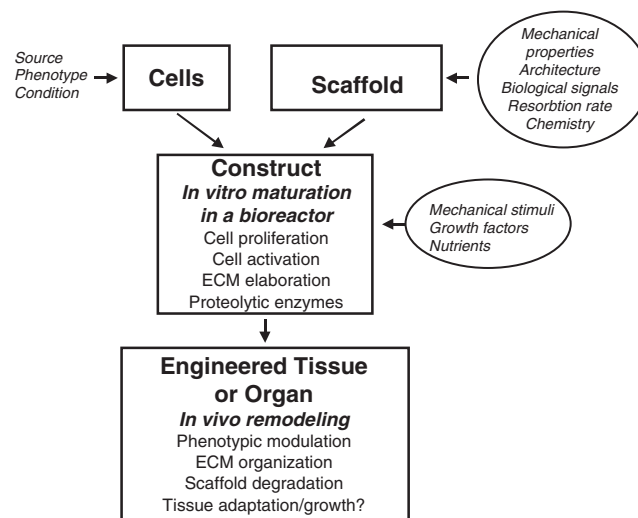 Source
Phenotype
Condition
Cells
Scaffold
Mechanical
properties
Architecture
Biological signals
Resorbtion rate
Chemistry
Construct
In vitro maturation
in a bioreactor
Cell proliferation
Cell activation
ECM elaboration
Proteolytic enzymes
Mechanical stimuli
Growth factors
Nutrients
Engineered Tissue
or Organ
In vivo remodeling
Phenotypic modulation
ECM organization
Scaffold degradation
Tissue adaptation/growth?